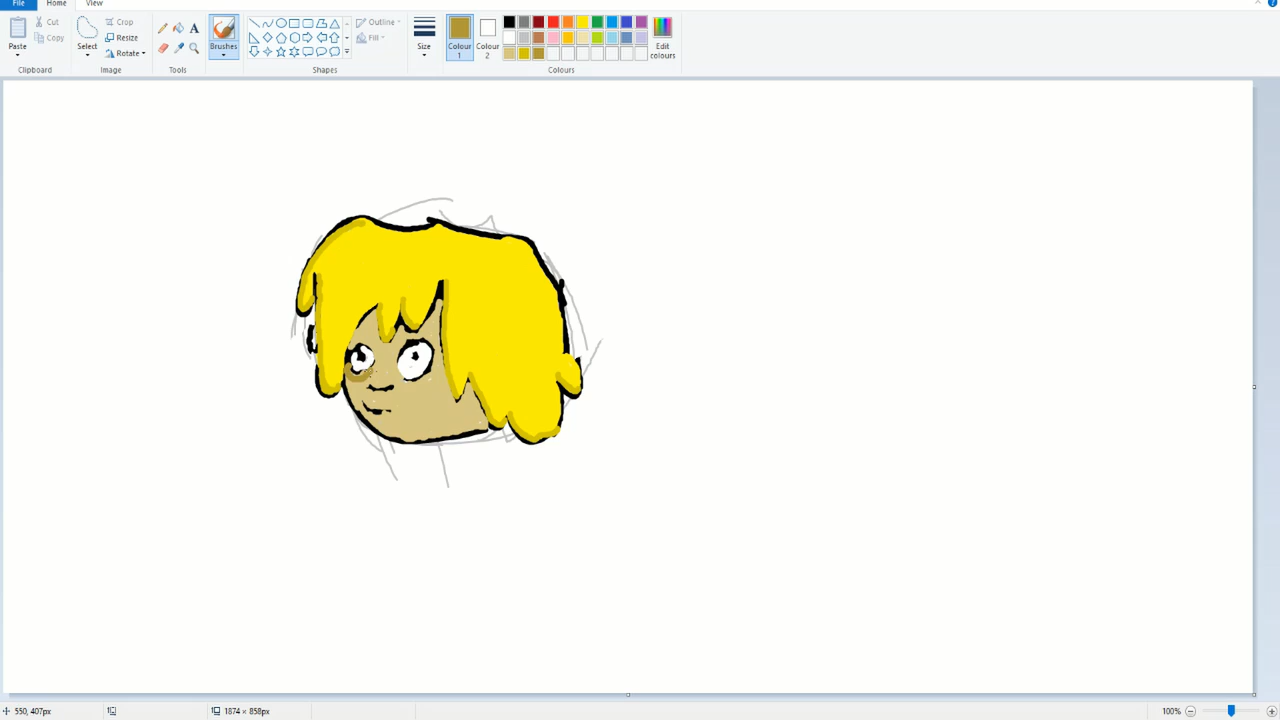 File Home View
Paste Cut Copy
Clipboard
Select Crop Resize Rotate
Image
A
Tools
Brushes
Outline Fill
Shapes
Size
Colour 1
Colour 2
Edit colours
Colours
550, 407px
1874 × 858px
100%